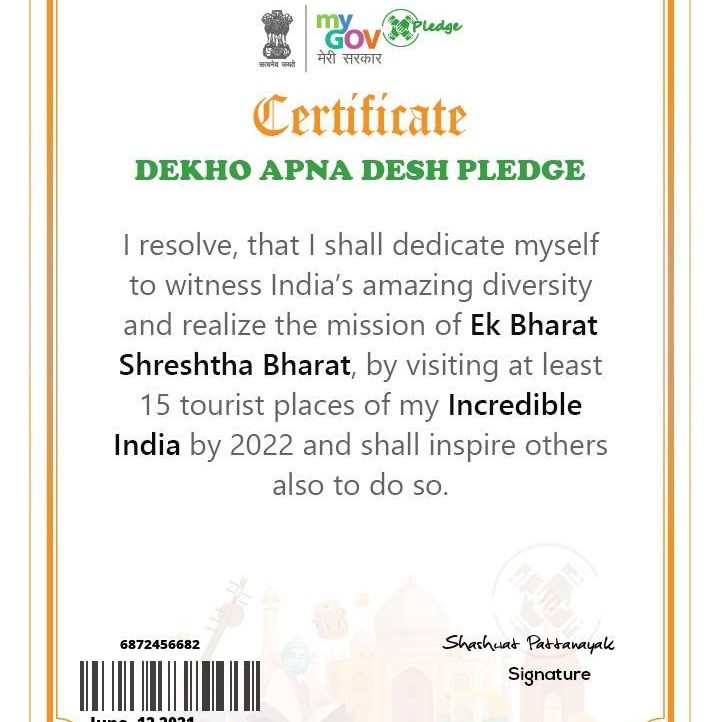 my
GOV
मेरी सरकार
Pledge
सत्यमेव जयते
Certificate
DEKHO APNA DESH PLEDGE
I resolve, that I shall dedicate myself
to witness India's amazing diversity
and realize the mission of Ek Bharat
Shreshtha Bharat, by visiting at least
15 tourist places of my Incredible
India by 2022 and shall inspire others
also to do so.
6872456682
Shashwat Pattanayak
Signature
June, 12 2021